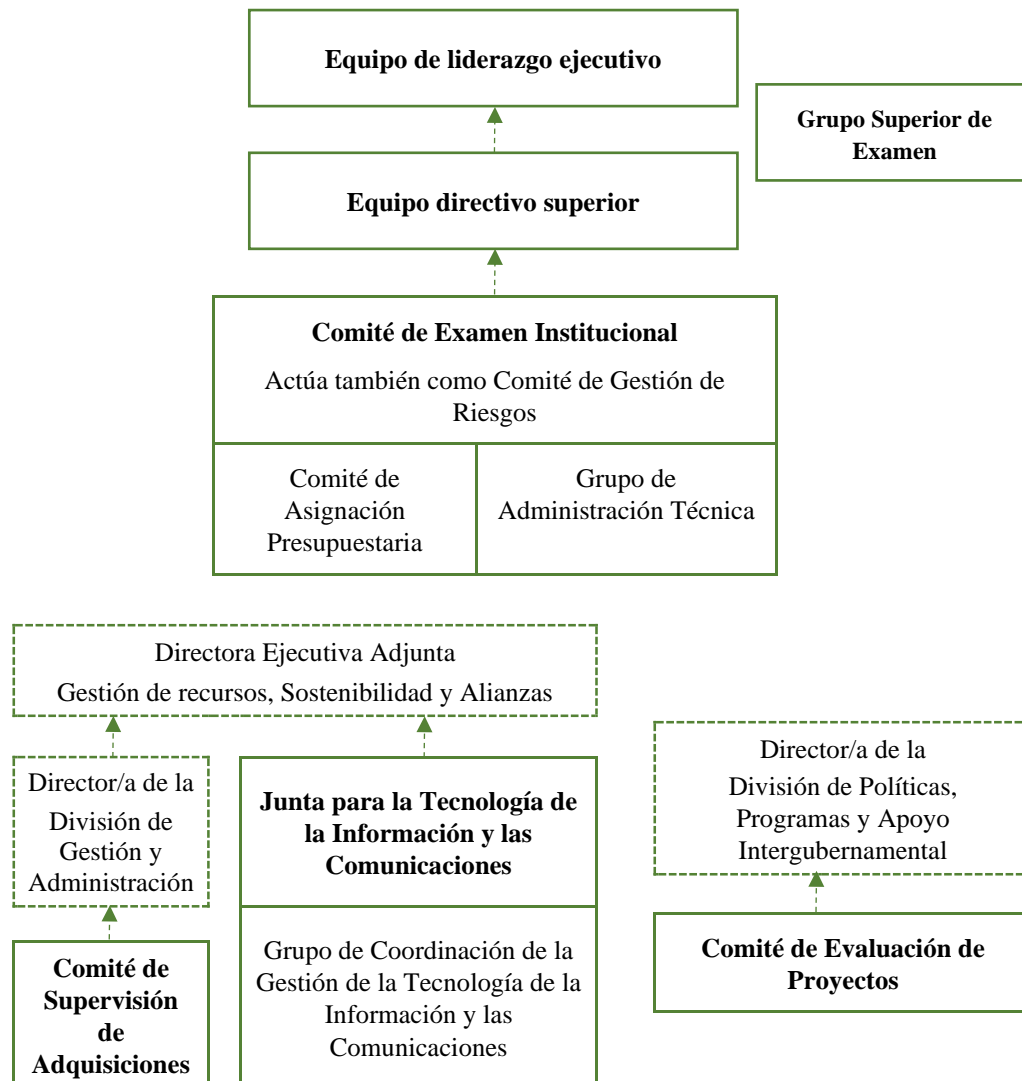 Equipo de liderazgo ejecutivo
Grupo Superior de
Examen
Equipo directivo superior
Comité de Examen Institucional
Actúa también como Comité de Gestión de
Riesgos
Comité de
Asignación
Presupuestaria
Grupo de
Administración Técnica
Directora Ejecutiva Adjunta
Gestión de recursos, Sostenibilidad y Alianzas
Director/a de la
División de
Gestión y
Administración
Junta para la Tecnología de
la Información y las
Comunicaciones
Director/a de la
División de Políticas,
Programas y Apoyo
Intergubernamental
Comité de
Supervisión
de
Adquisiciones
Grupo de Coordinación de la
Gestión de la Tecnología de la
Información y las
Comunicaciones
Comité de Evaluación de
Proyectos